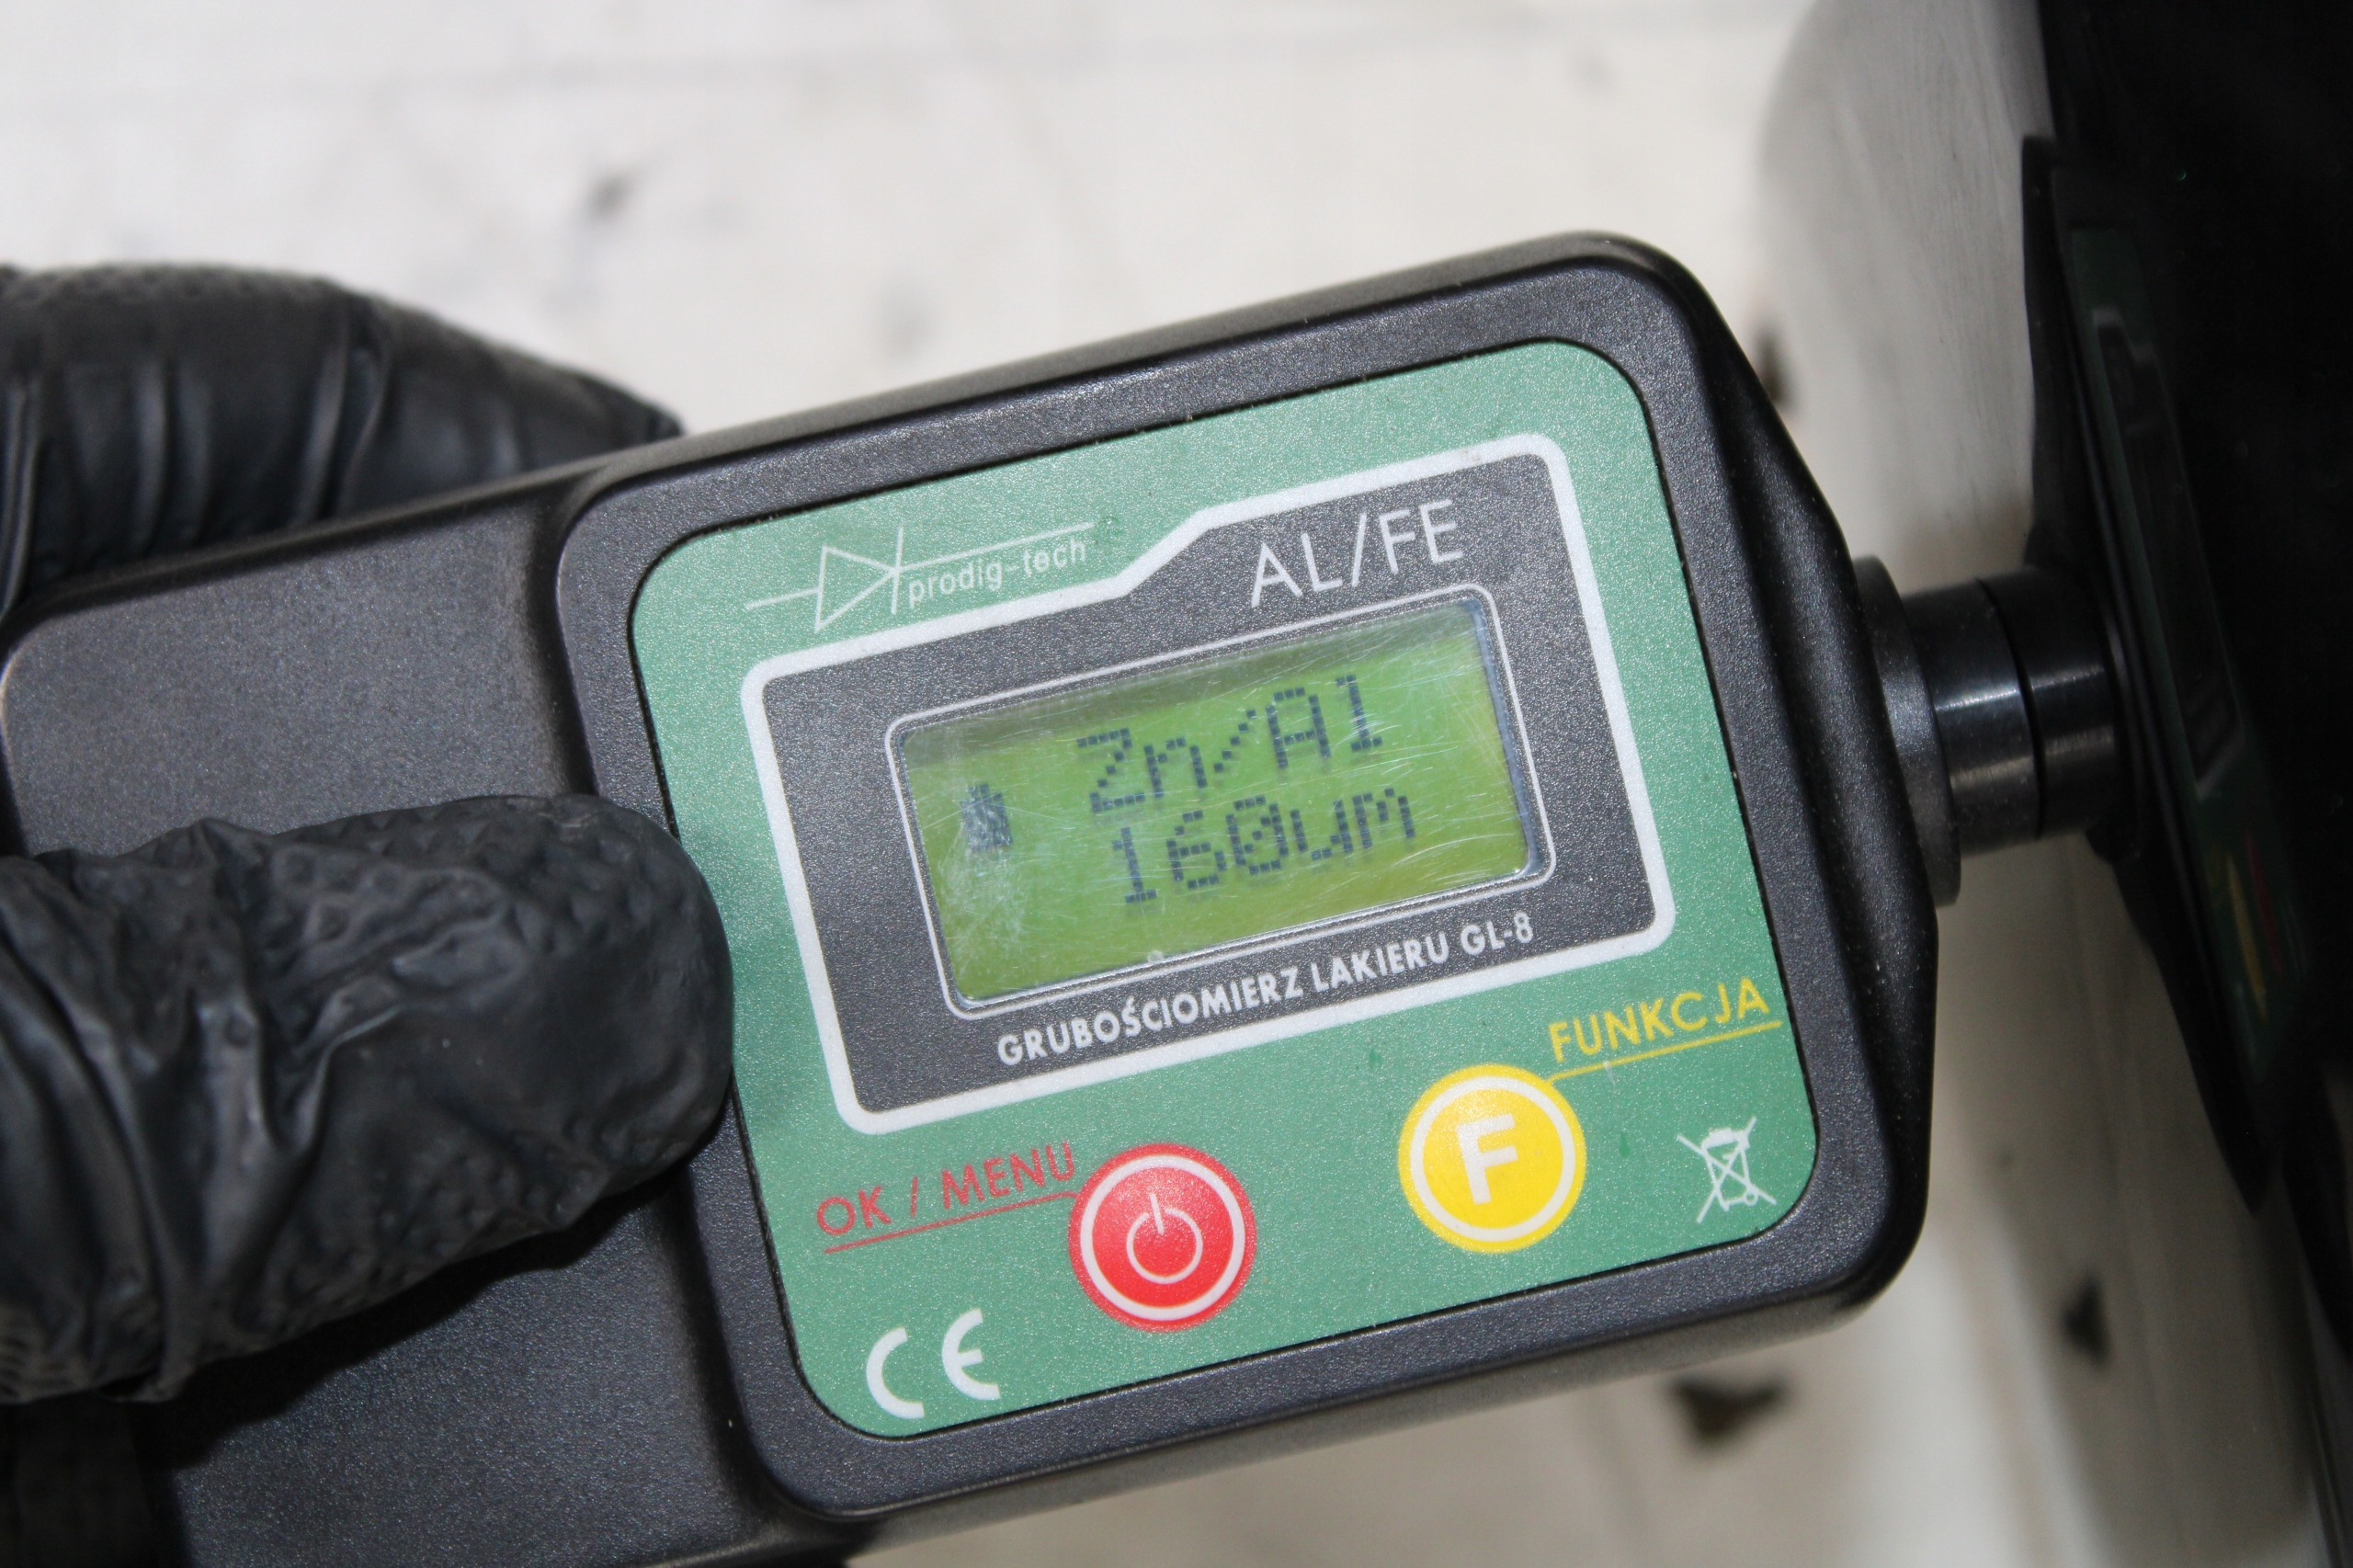 prodig-tech
AL/FE
Zn/Al
160um
GRUBOŚCIOMIERZ LAKIERU GL-8
FUNKCJA
F
OK / MENU
CE